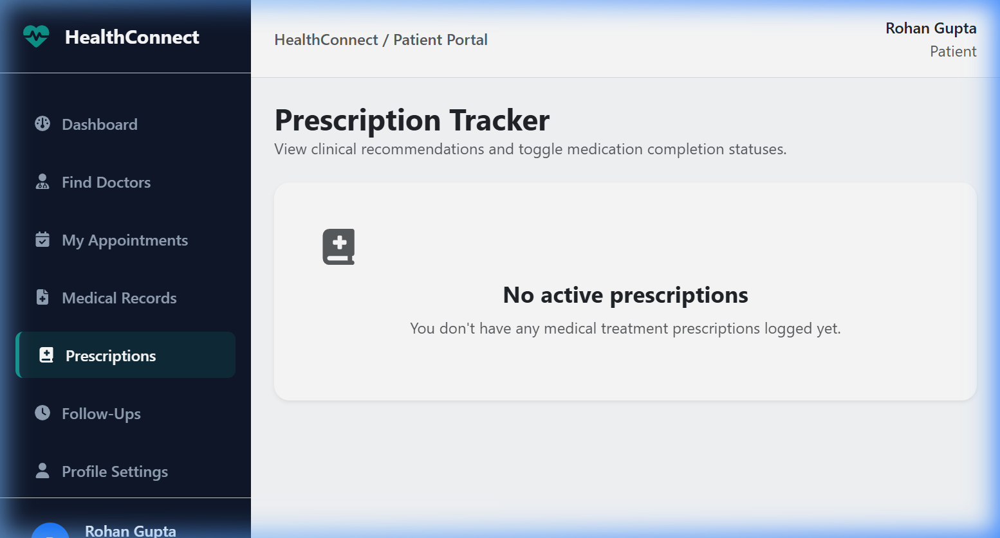 HealthConnect
Dashboard
Find Doctors
My Appointments
Medical Records
Prescriptions
Follow-Ups
Profile Settings
Rohan Gupta
HealthConnect / Patient Portal
Rohan Gupta
Patient
Prescription Tracker
View clinical recommendations and toggle medication completion statuses.
No active prescriptions
You don't have any medical treatment prescriptions logged yet.